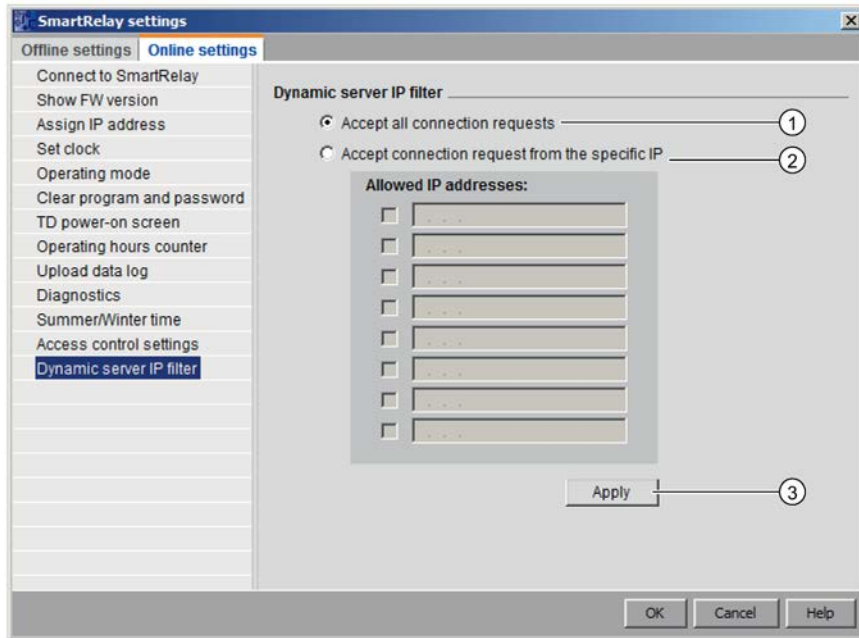 SmartRelay settings
Offline settings Online settings
Connect to SmartRelay
Show FW version
Assign IP address
Set clock
Operating mode
Clear program and password
TD power-on screen
Operating hours counter
Upload data log
Diagnostics
Summer/Winter time
Access control settings
Dynamic server IP filter
Dynamic server IP filter
Accept all connection requests 1
Accept connection request from the specific IP 2
Allowed IP addresses:
. . .
. . .
. . .
. . .
. . .
. . .
. . .
. . .
Apply 3
OK Cancel Help